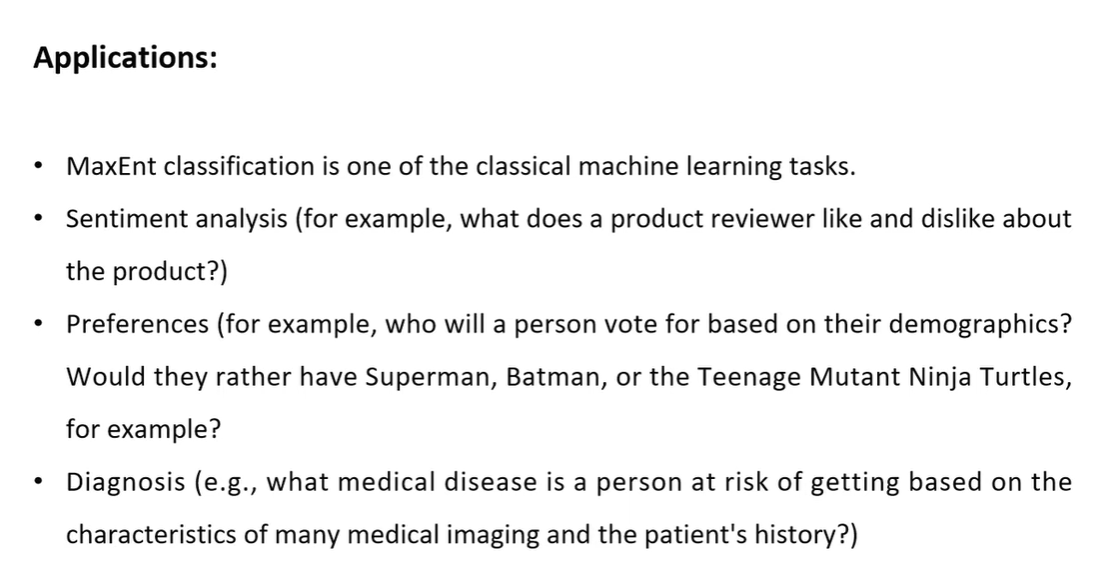 Applications:
• MaxEnt classification is one of the classical machine learning tasks.
• Sentiment analysis (for example, what does a product reviewer like and dislike about
the product?)
• Preferences (for example, who will a person vote for based on their demographics?
Would they rather have Superman, Batman, or the Teenage Mutant Ninja Turtles,
for example?
• Diagnosis (e.g., what medical disease is a person at risk of getting based on the
characteristics of many medical imaging and the patient's history?)